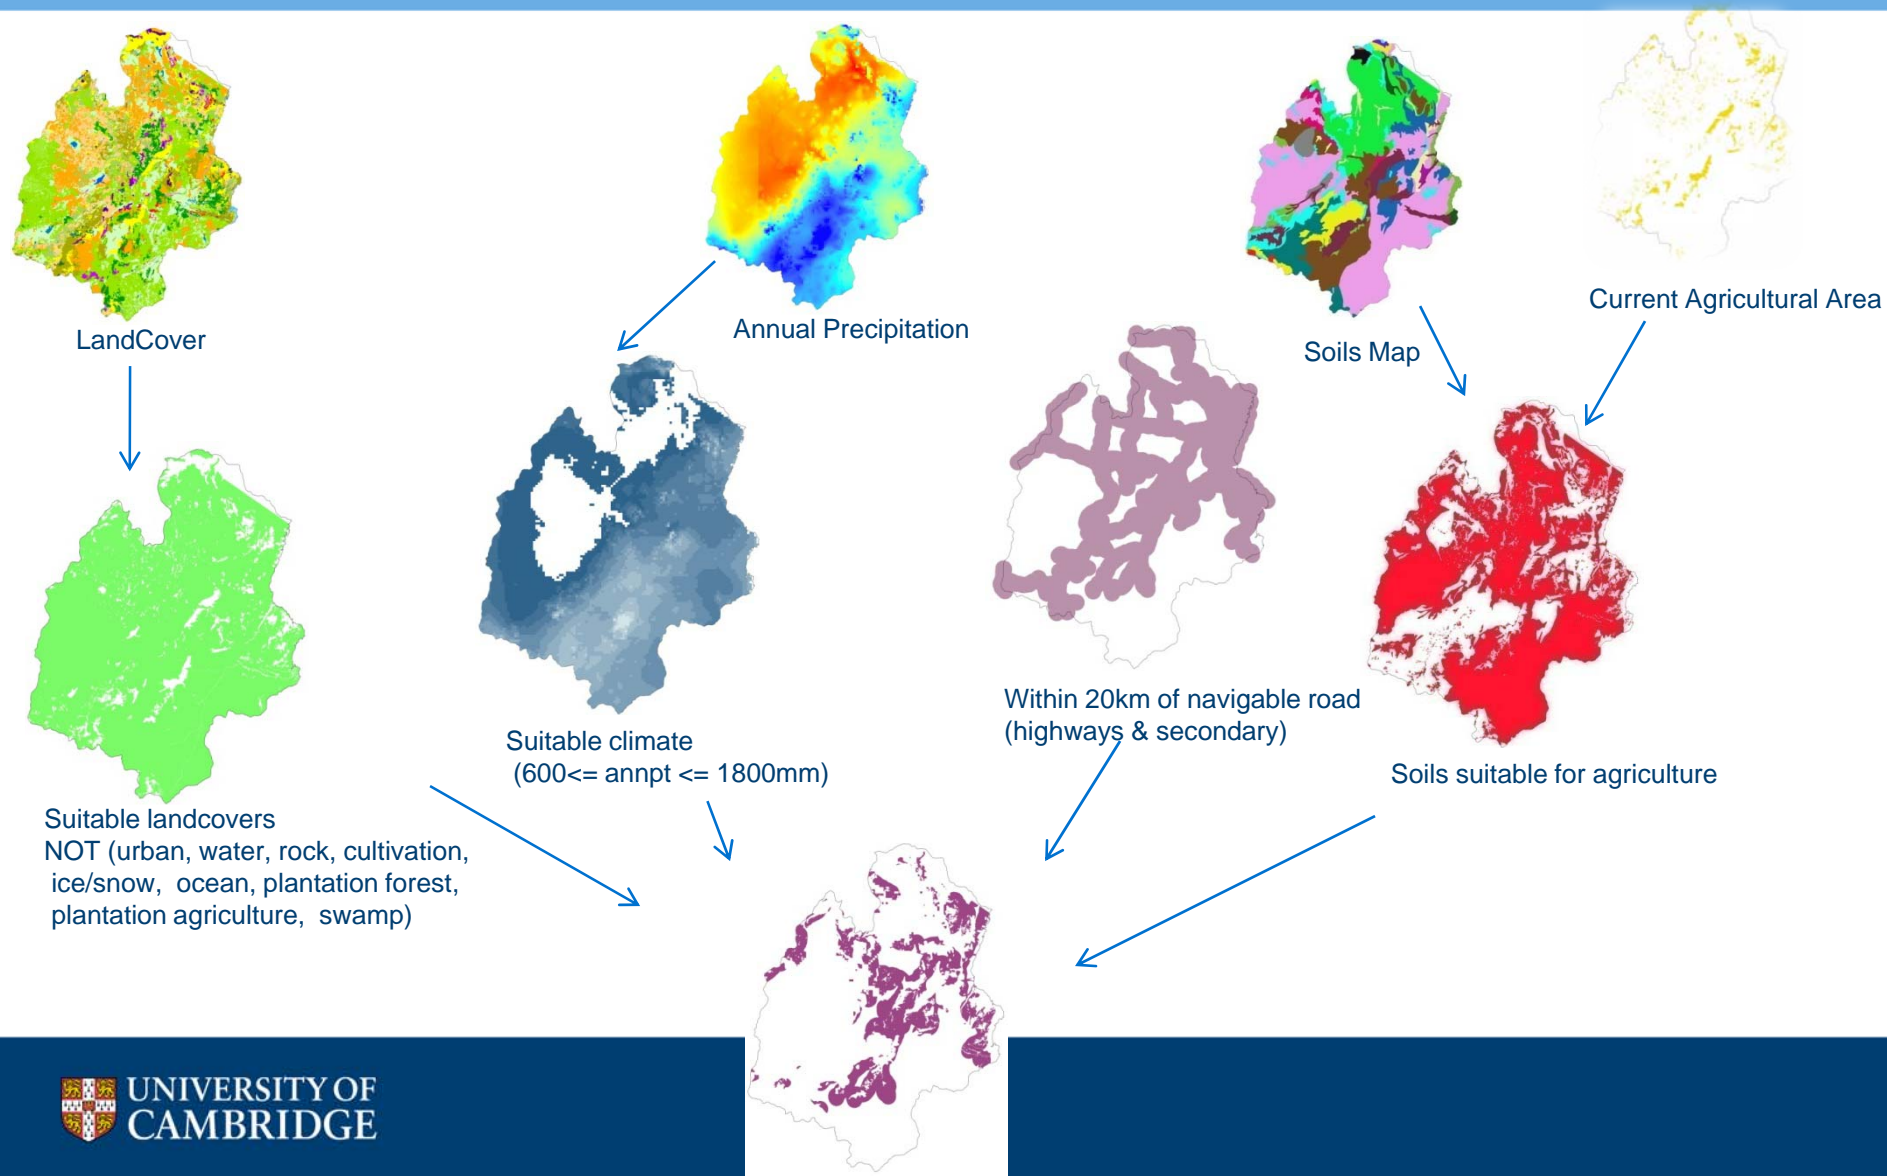 LandCover
Annual Precipitation
Soils Map
Current Agricultural Area
Suitable landcovers
NOT (urban, water, rock, cultivation,
ice/snow, ocean, plantation forest,
plantation agriculture, swamp)
Suitable climate
(600<= annpt <= 1800mm)
Within 20km of navigable road
(highways & secondary)
Soils suitable for agriculture
UNIVERSITY OF
CAMBRIDGE